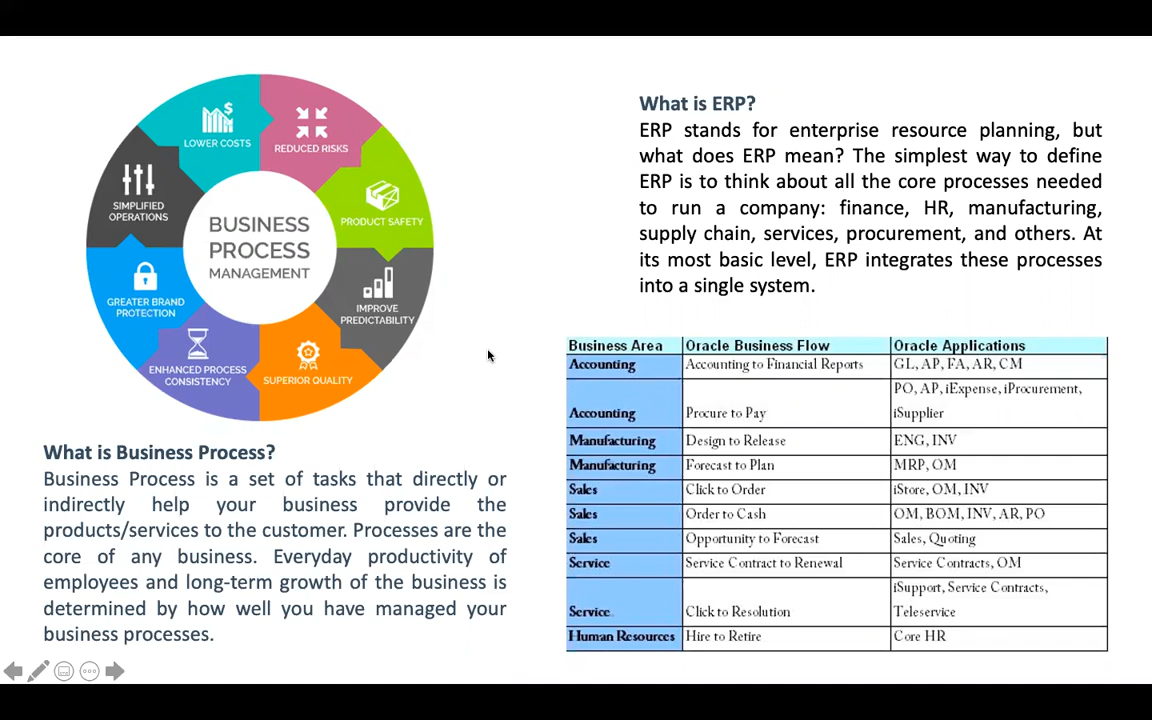 LOWER COSTS
REDUCED RISKS
PRODUCT SAFETY
IMPROVE
PREDICTABILITY
SUPERIOR QUALITY
ENHANCED PROCESS
CONSISTENCY
GREATER BRAND
PROTECTION
SIMPLIFIED
OPERATIONS
BUSINESS
PROCESS
MANAGEMENT
What is Business Process?
Business Process is a set of tasks that directly or
indirectly help your business provide the
products/services to the customer. Processes are the
core of any business. Everyday productivity of
employees and long-term growth of the business is
determined by how well you have managed your
business processes.
What is ERP?
ERP stands for enterprise resource planning, but
what does ERP mean? The simplest way to define
ERP is to think about all the core processes needed
to run a company: finance, HR, manufacturing,
supply chain, services, procurement, and others. At
its most basic level, ERP integrates these processes
into a single system.
Business Area Oracle Business Flow Oracle Applications
Accounting Accounting to Financial Reports GL, AP, FA, AR, CM
PO, AP, iExpense, iProcurement,
Accounting Procure to Pay iSupplier
Manufacturing Design to Release ENG, INV
Manufacturing Forecast to Plan MRP, OM
Sales Click to Order iStore, OM, INV
Sales Order to Cash OM, BOM, INV, AR, PO
Sales Opportunity to Forecast Sales, Quoting
Service Service Contract to Renewal Service Contracts, OM
iSupport, Service Contracts,
Service Click to Resolution Teleservice
Human Resources Hire to Retire Core HR